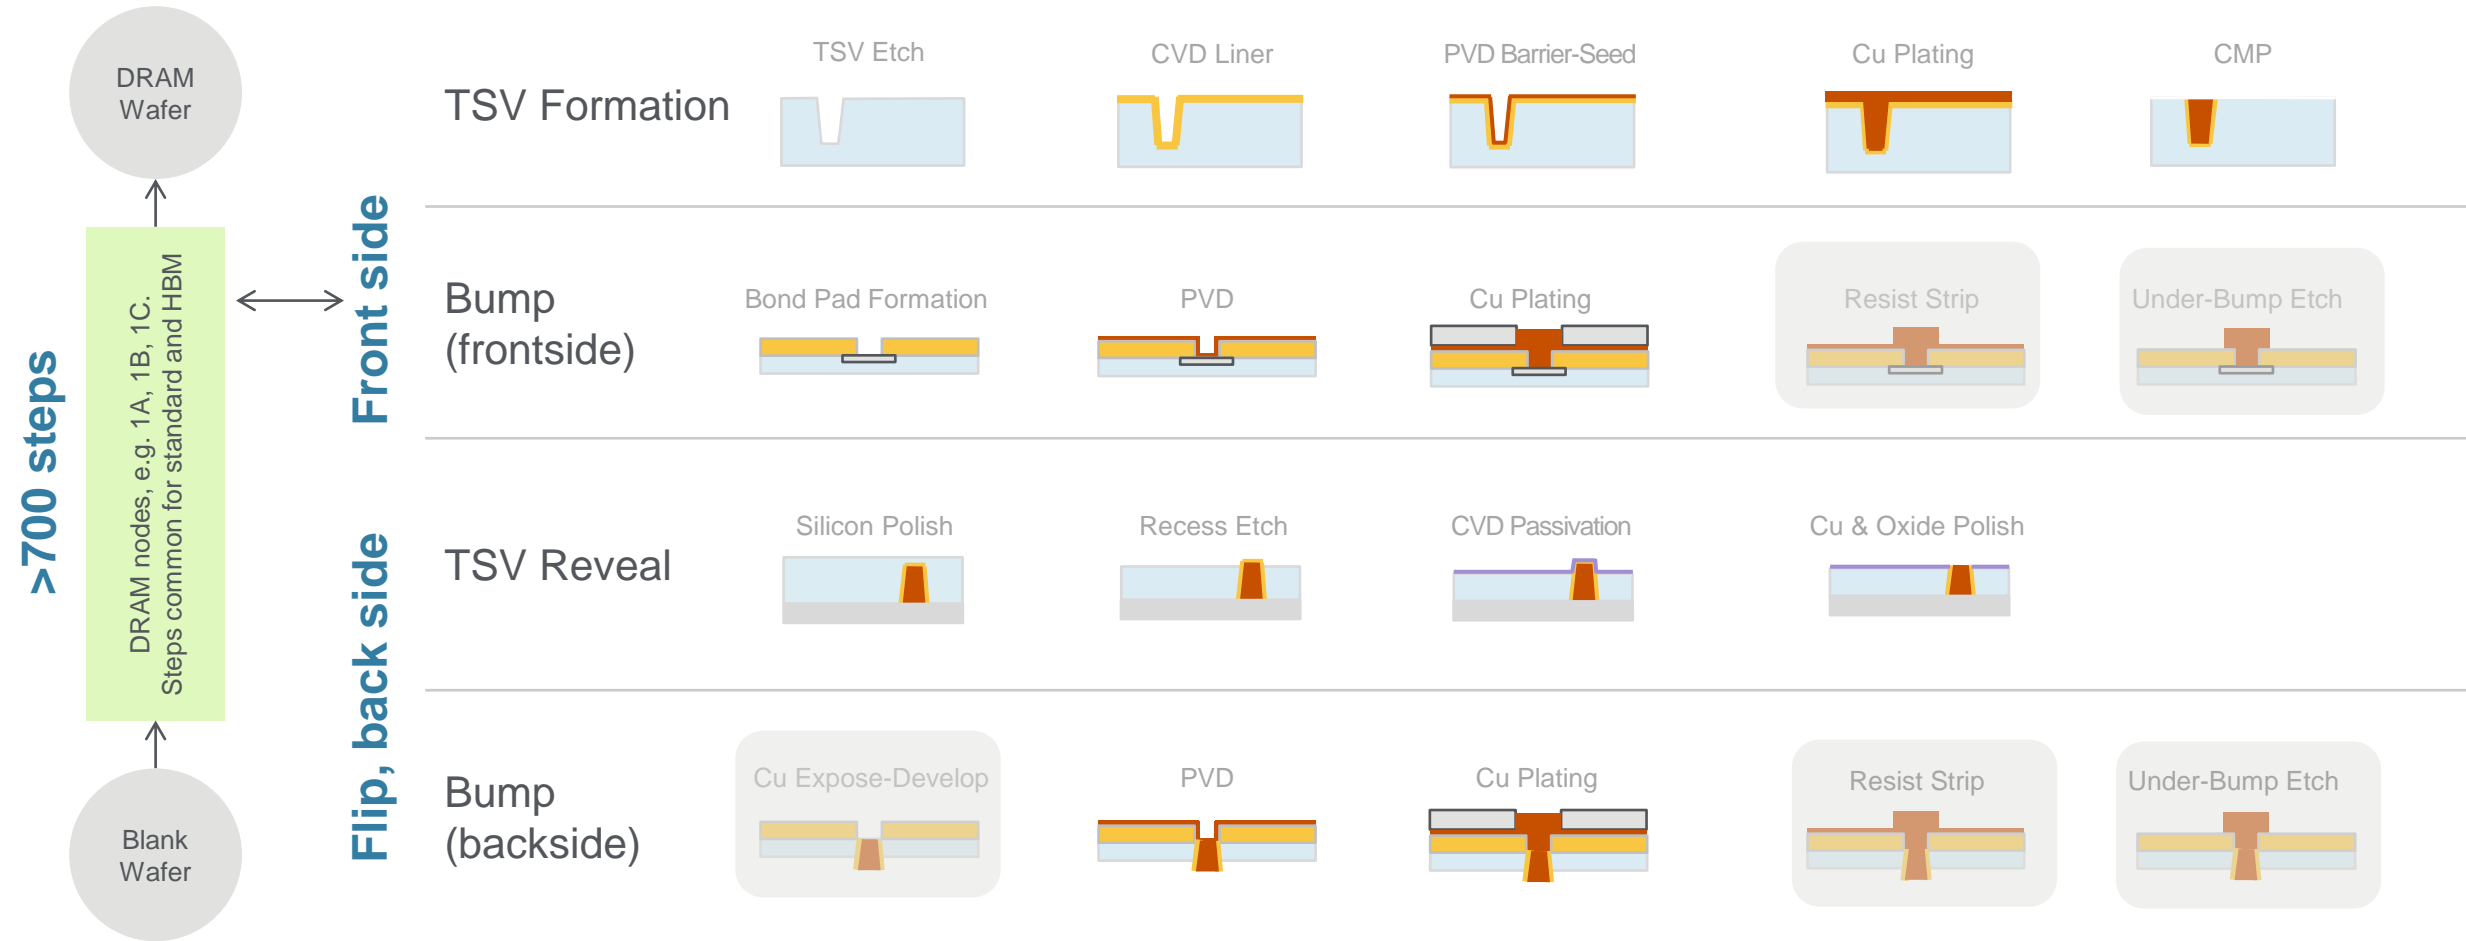 DRAM
Wafer
>700 steps
DRAM nodes, e.g. 1A, 1B, 1C.
Steps common for standard and HBM
Blank
Wafer
Front side
Flip, back side
TSV Formation
TSV Etch
CVD Liner
PVD Barrier-Seed
Cu Plating
CMP
Bump
(frontside)
Bond Pad Formation
PVD
Cu Plating
Resist Strip
Under-Bump Etch
TSV Reveal
Silicon Polish
Recess Etch
CVD Passivation
Cu & Oxide Polish
Bump
(backside)
Cu Expose-Develop
PVD
Cu Plating
Resist Strip
Under-Bump Etch